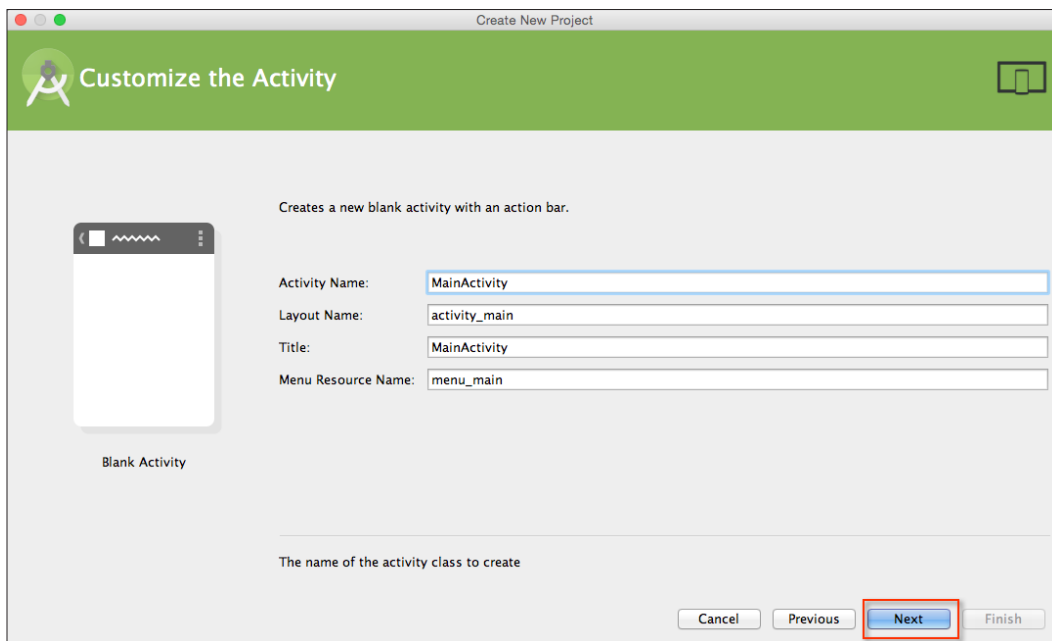 Create New Project
Customize the Activity
Creates a new blank activity with an action bar.
Activity Name: MainActivity
Layout Name: activity_main
Title: MainActivity
Menu Resource Name: menu_main
Blank Activity
The name of the activity class to create
Cancel Previous Next Finish